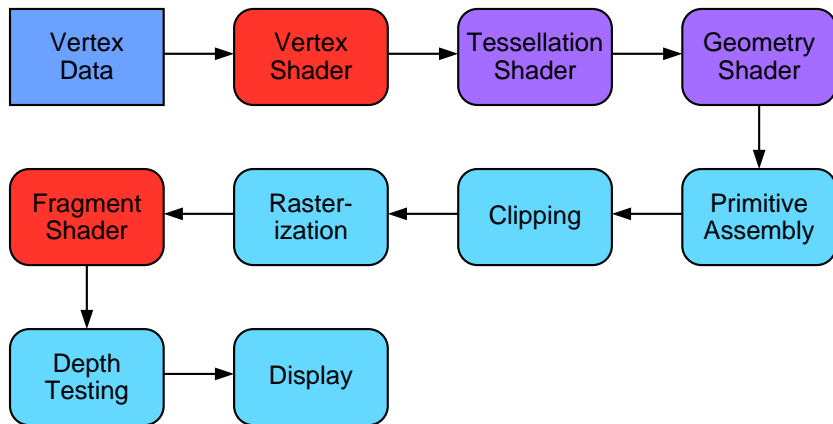 Vertex
Data
Vertex
Shader
Tessellation
Shader
Geometry
Shader
Fragment
Shader
Raster-
ization
Clipping
Primitive
Assembly
Depth
Testing
Display